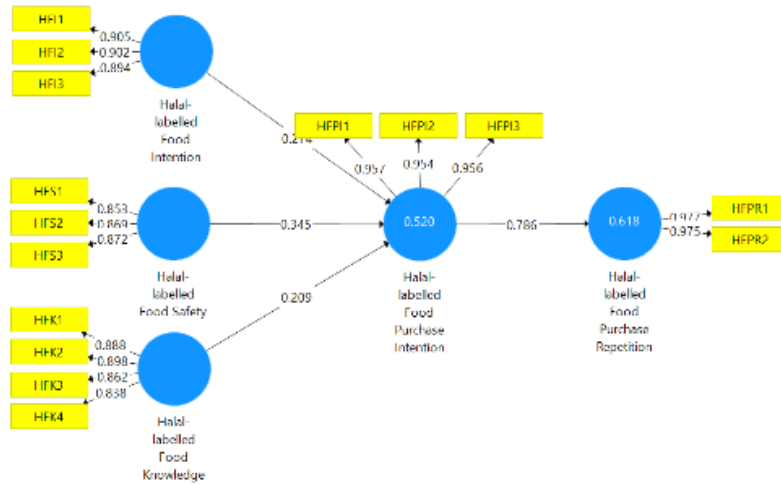 HFI1
0.905
HFI2
0.902
HFI3
0.894
Halal-
labelled
Food
Intention
HFPI1
HFPI2
HFPI3
0.957
0.954
0.956
HFS1
0.853
HFS2
0.869
HFS3
0.872
Halal-
labelled
Food Safety
0.345
0.520
0.786
0.618
0.977
HFPR1
0.975
HFPR2
0.209
Halal-
labelled
Food
Purchase
Intention
Halal-
labelled
Food
Purchase
Repetition
HFK1
0.888
HFK2
0.898
HFK3
0.862
HFK4
0.838
Halal-
labelled
Food
Knowledge